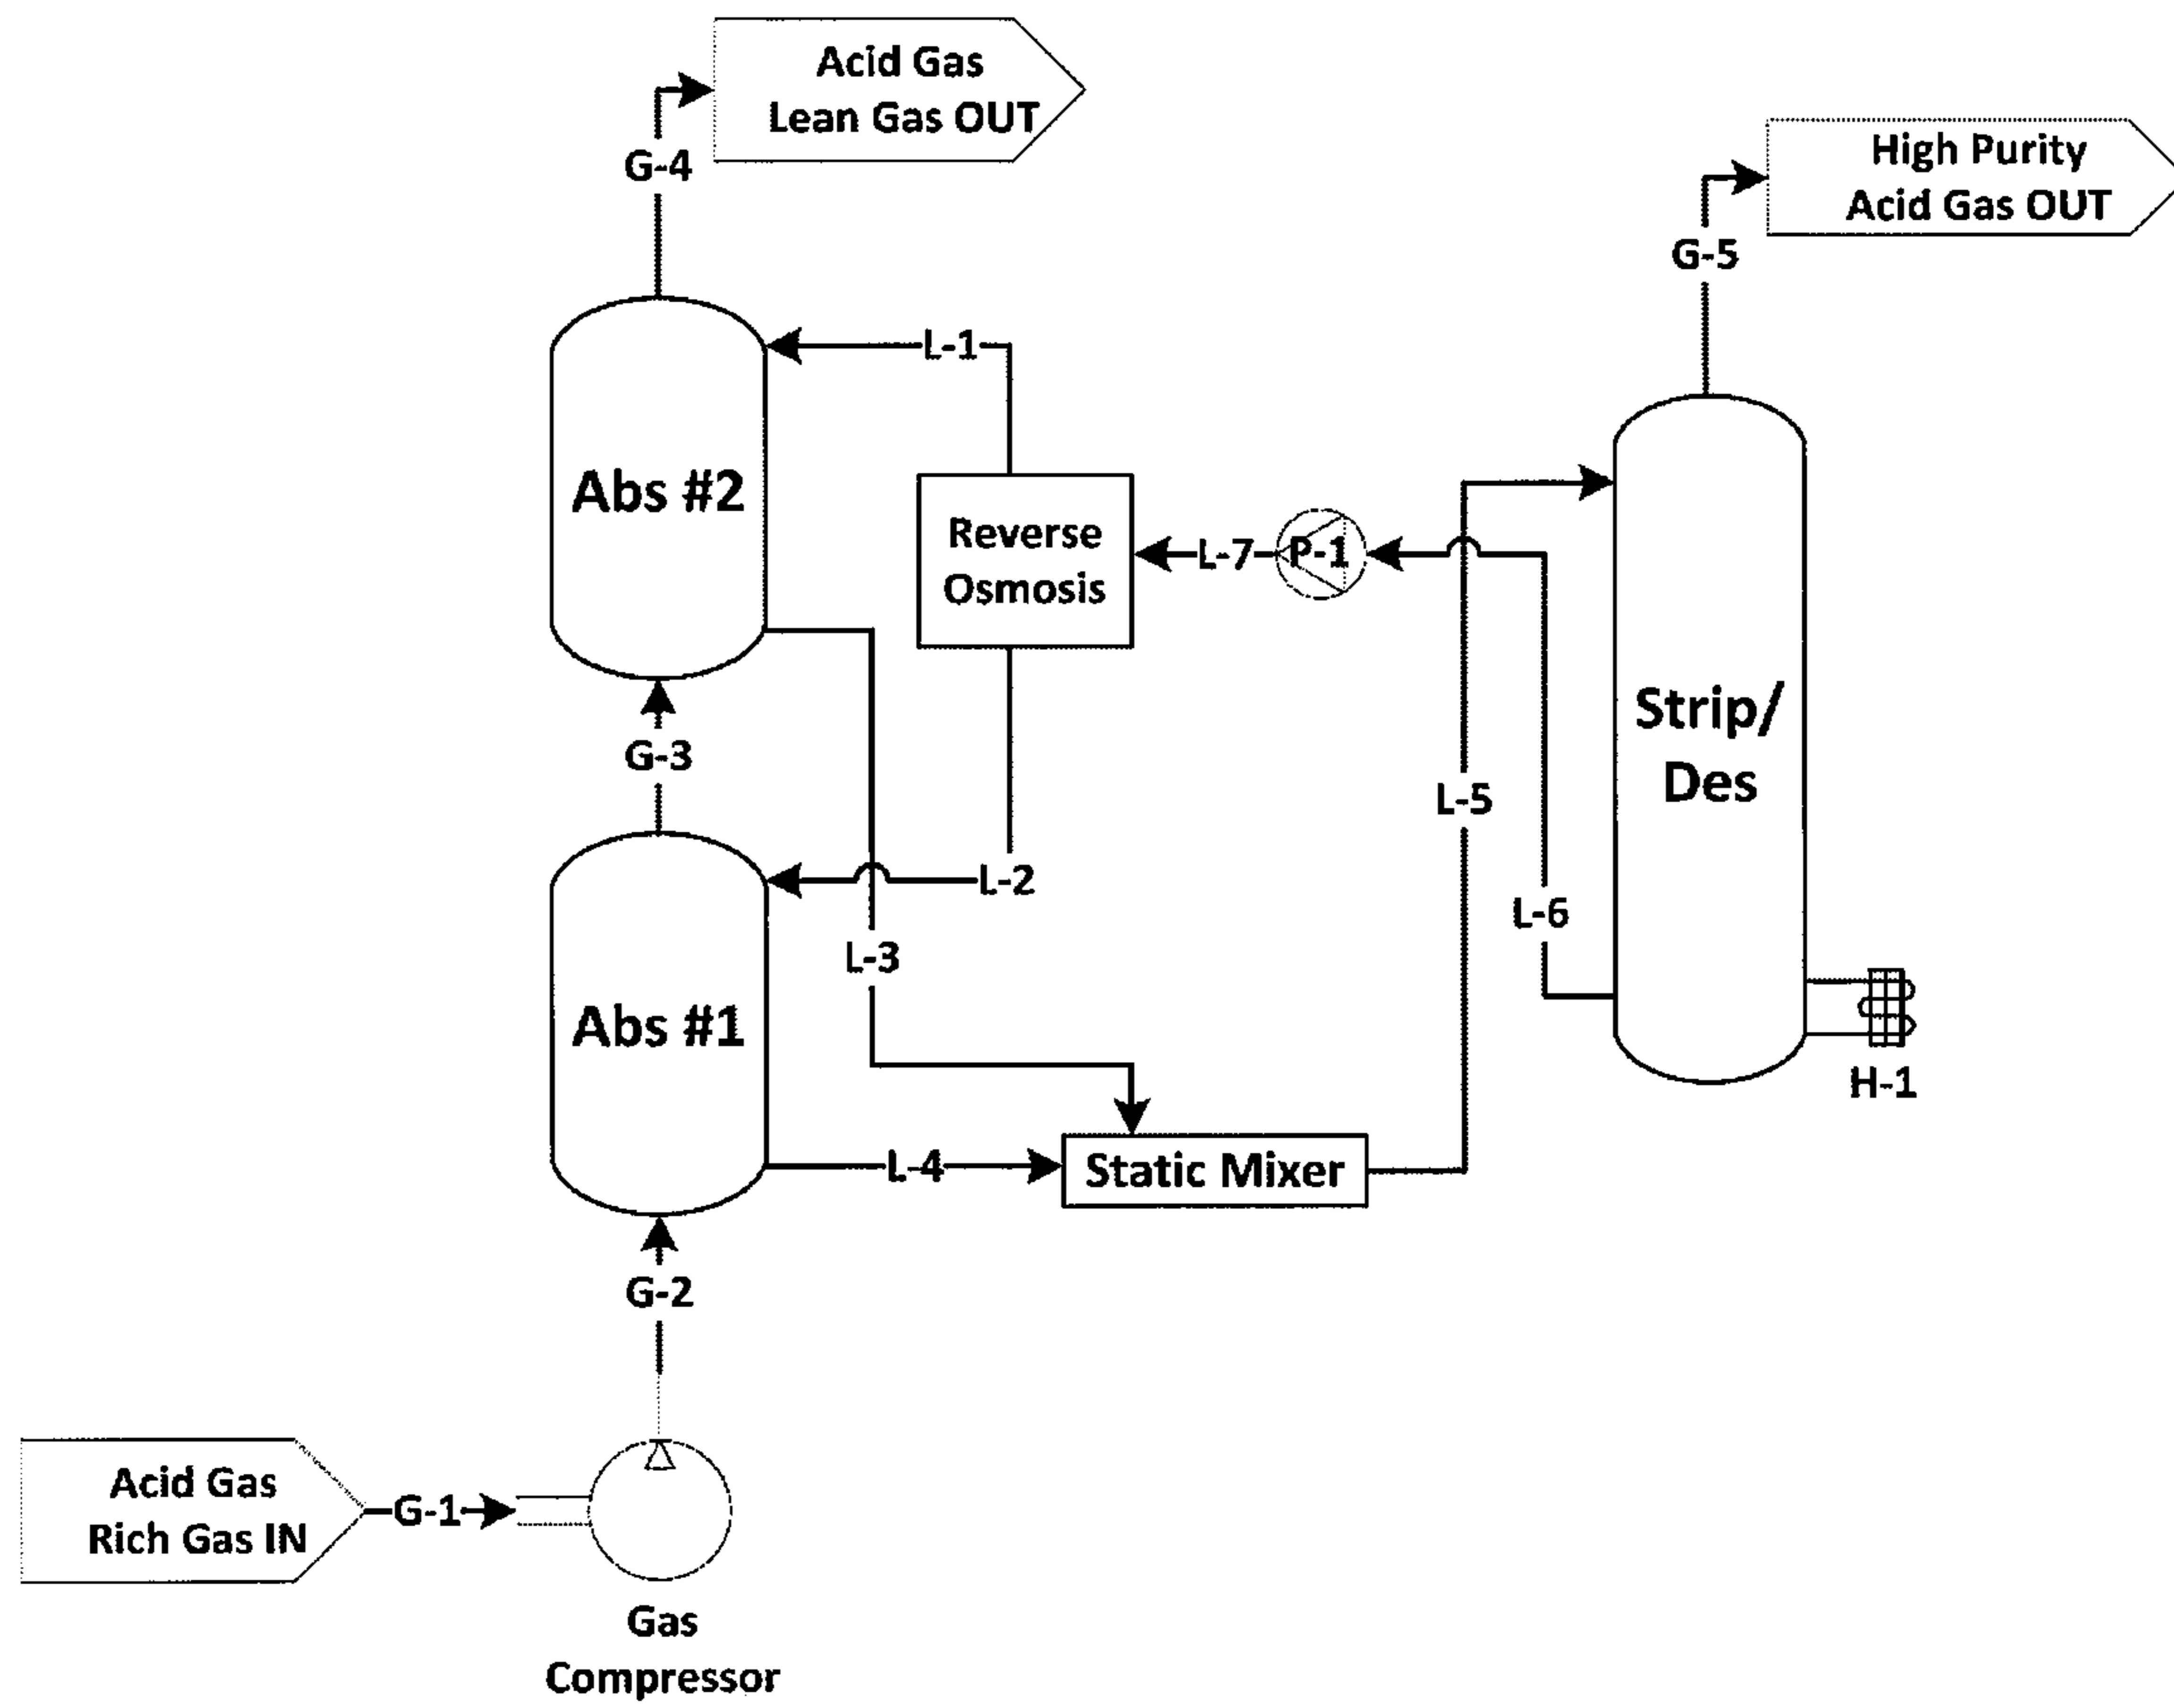 Acid Gas
Lean Gas OUT
High Purity
Acid Gas OUT
G-4
G-5
L-1
Abs #2
Reverse
Osmosis
L-7
P-1
Strip/
Des
G-3
L-5
L-2
L-6
L-3
Abs #1
H-1
L-4
Static Mixer
G-2
Acid Gas
Rich Gas IN
G-1
Gas
Compressor